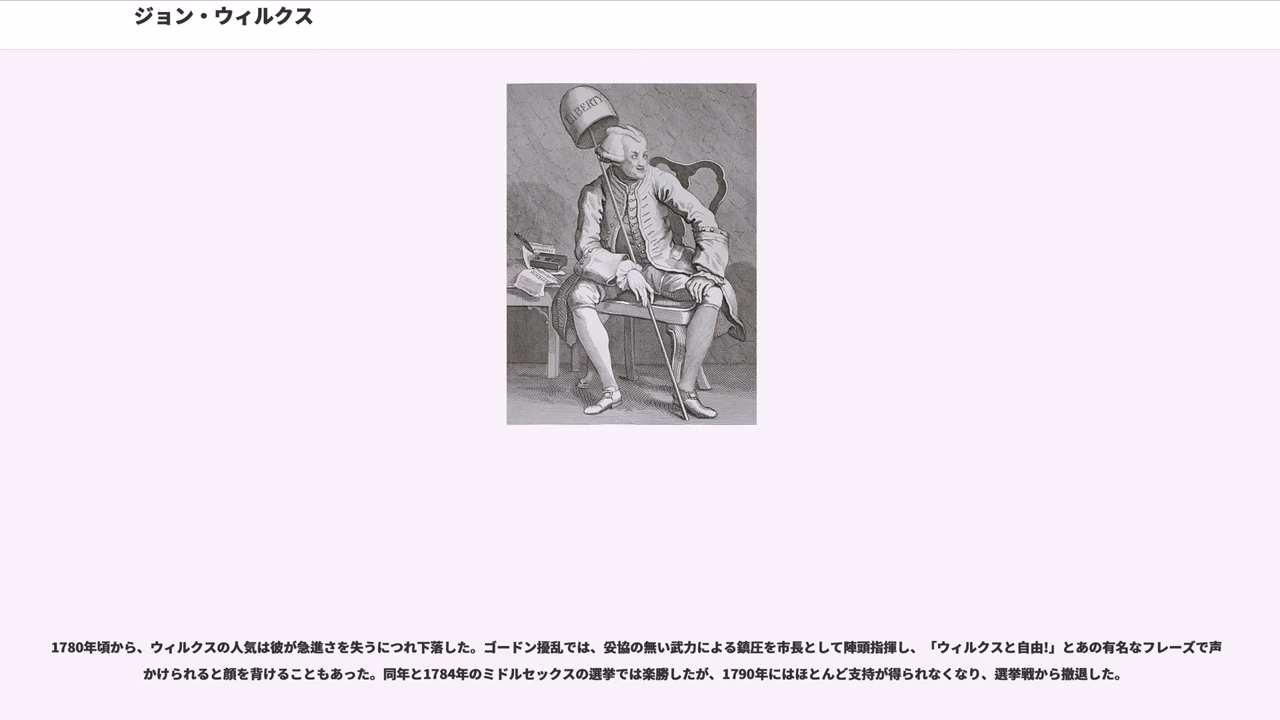 ジョン・ウィルクス
LIBERTY
1780年頃から、ウィルクスの人気は彼が急進さを失うにつれ下落した。ゴードン擾乱では、妥協の無い武力による鎮圧を市長として陣頭指揮し、「ウィルクスと自由!」とあの有名なフレーズで声
かけられると顔を背けることもあった。同年と1784年のミドルセックスの選挙では楽勝したが、1790年にはほとんど支持が得られなくなり、選挙戦から撤退した。